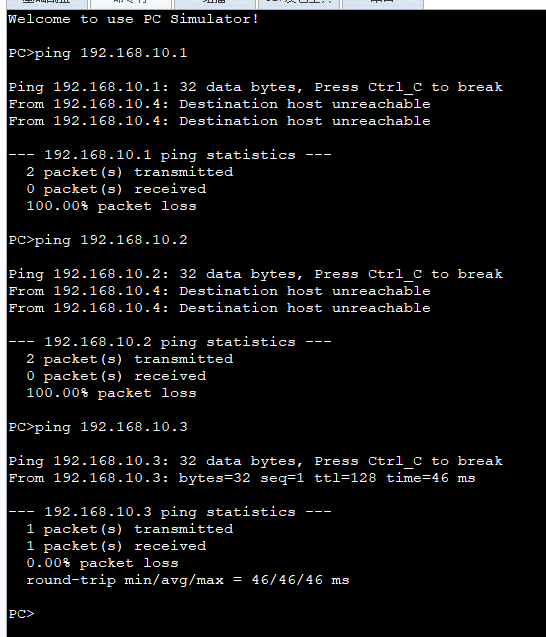 Welcome to use PC Simulator!
PC>ping 192.168.10.1
Ping 192.168.10.1: 32 data bytes, Press Ctrl_C to break
From 192.168.10.4: Destination host unreachable
From 192.168.10.4: Destination host unreachable
--- 192.168.10.1 ping statistics ---
2 packet(s) transmitted
0 packet(s) received
100.00% packet loss
PC>ping 192.168.10.2
Ping 192.168.10.2: 32 data bytes, Press Ctrl_C to break
From 192.168.10.4: Destination host unreachable
From 192.168.10.4: Destination host unreachable
--- 192.168.10.2 ping statistics ---
2 packet(s) transmitted
0 packet(s) received
100.00% packet loss
PC>ping 192.168.10.3
Ping 192.168.10.3: 32 data bytes, Press Ctrl_C to break
From 192.168.10.3: bytes=32 seq=1 ttl=128 time=46 ms
--- 192.168.10.3 ping statistics ---
1 packet(s) transmitted
1 packet(s) received
0.00% packet loss
round-trip min/avg/max = 46/46/46 ms
PC>